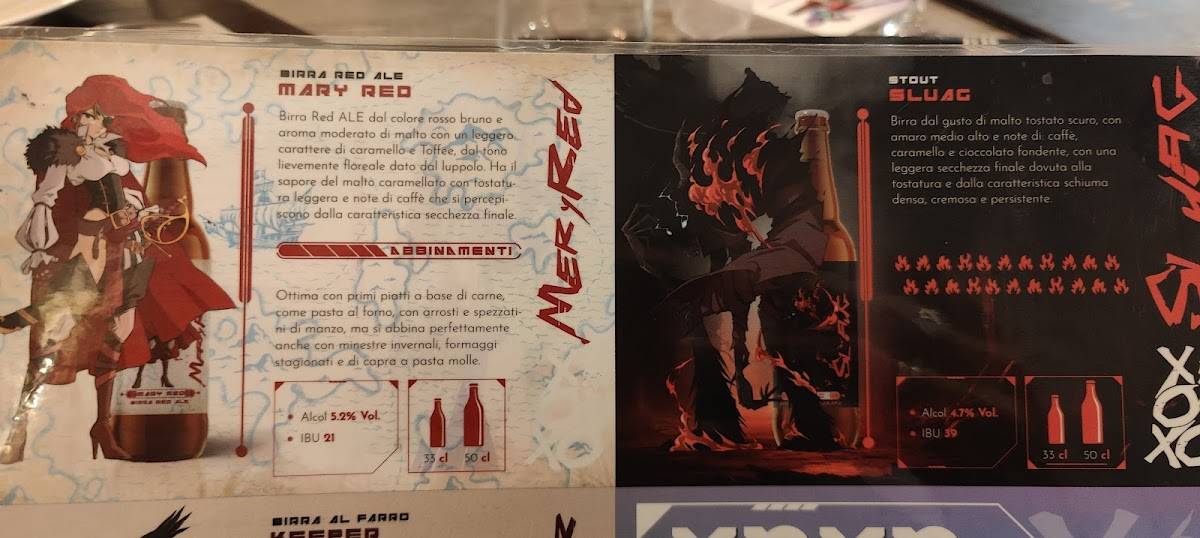 BIRRA RED ALE
MARY RED
Birra Red ALE dal colore rosso bruno e
aroma moderato di malto con un leggero
carattere di caramello e Toffee, dal tono
lievemente floreale dato dal luppolo. Ha il
sapore del malto caramellato con tostatu-
ra leggera e note di caffè che si percepi-
scono dalla caratteristica secchezza finale.
ABBINAMENTI
Ottima con primi piatti a base di carne,
come pasta al forno, con arrosti e spezzati-
ni di manzo, ma si abbina perfettamente
anche con minestre invernali, formaggi
stagionati e di capra a pasta molle.
MARY RED
BIRRA RED ALE
Alcol 5.2% Vol.
IBU 21
33 cl 50 cl
MERYRED
XO
STOUT
SLUAG
Birra dal gusto di malto tostato scuro, con
amaro medio alto e note di caffè,
caramello e cioccolato fondente, con una
leggera secchezza finale dovuta alla
tostatura e dalla caratteristica schiuma
densa, cremosa e persistente.
Alcol 4.7% Vol.
IBU 39
33 cl 50 cl
BIRRA AL FARRO
KEEPER